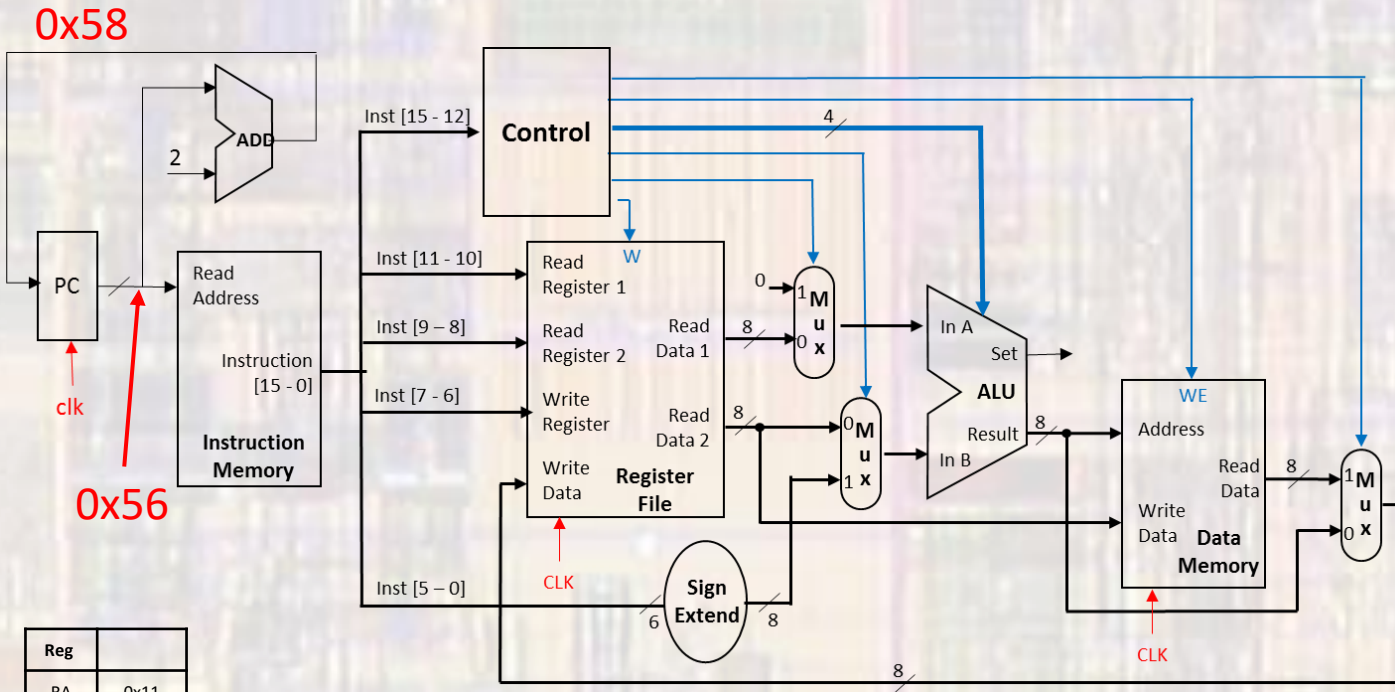 0x58
ADD
2
PC
clk
0x56
Read
Address
Instruction
[15 - 0]
Instruction
Memory
Inst [15 - 12]
Control
4
Inst [11 - 10]
Inst [9 – 8]
Inst [7 - 6]
Inst [5 – 0]
W
Read
Register 1
Read
Register 2
Write
Register
Write
Data
Read
Data 1
Read
Data 2
Register
File
CLK
8
8
0
1
0
M
u
x
0
1
M
u
x
6
Sign
Extend
8
In A
Set
ALU
Result
In B
8
WE
Address
Read
Data
Write
Data
Data
Memory
CLK
8
1
0
M
u
x
8
Reg
RA 0x11